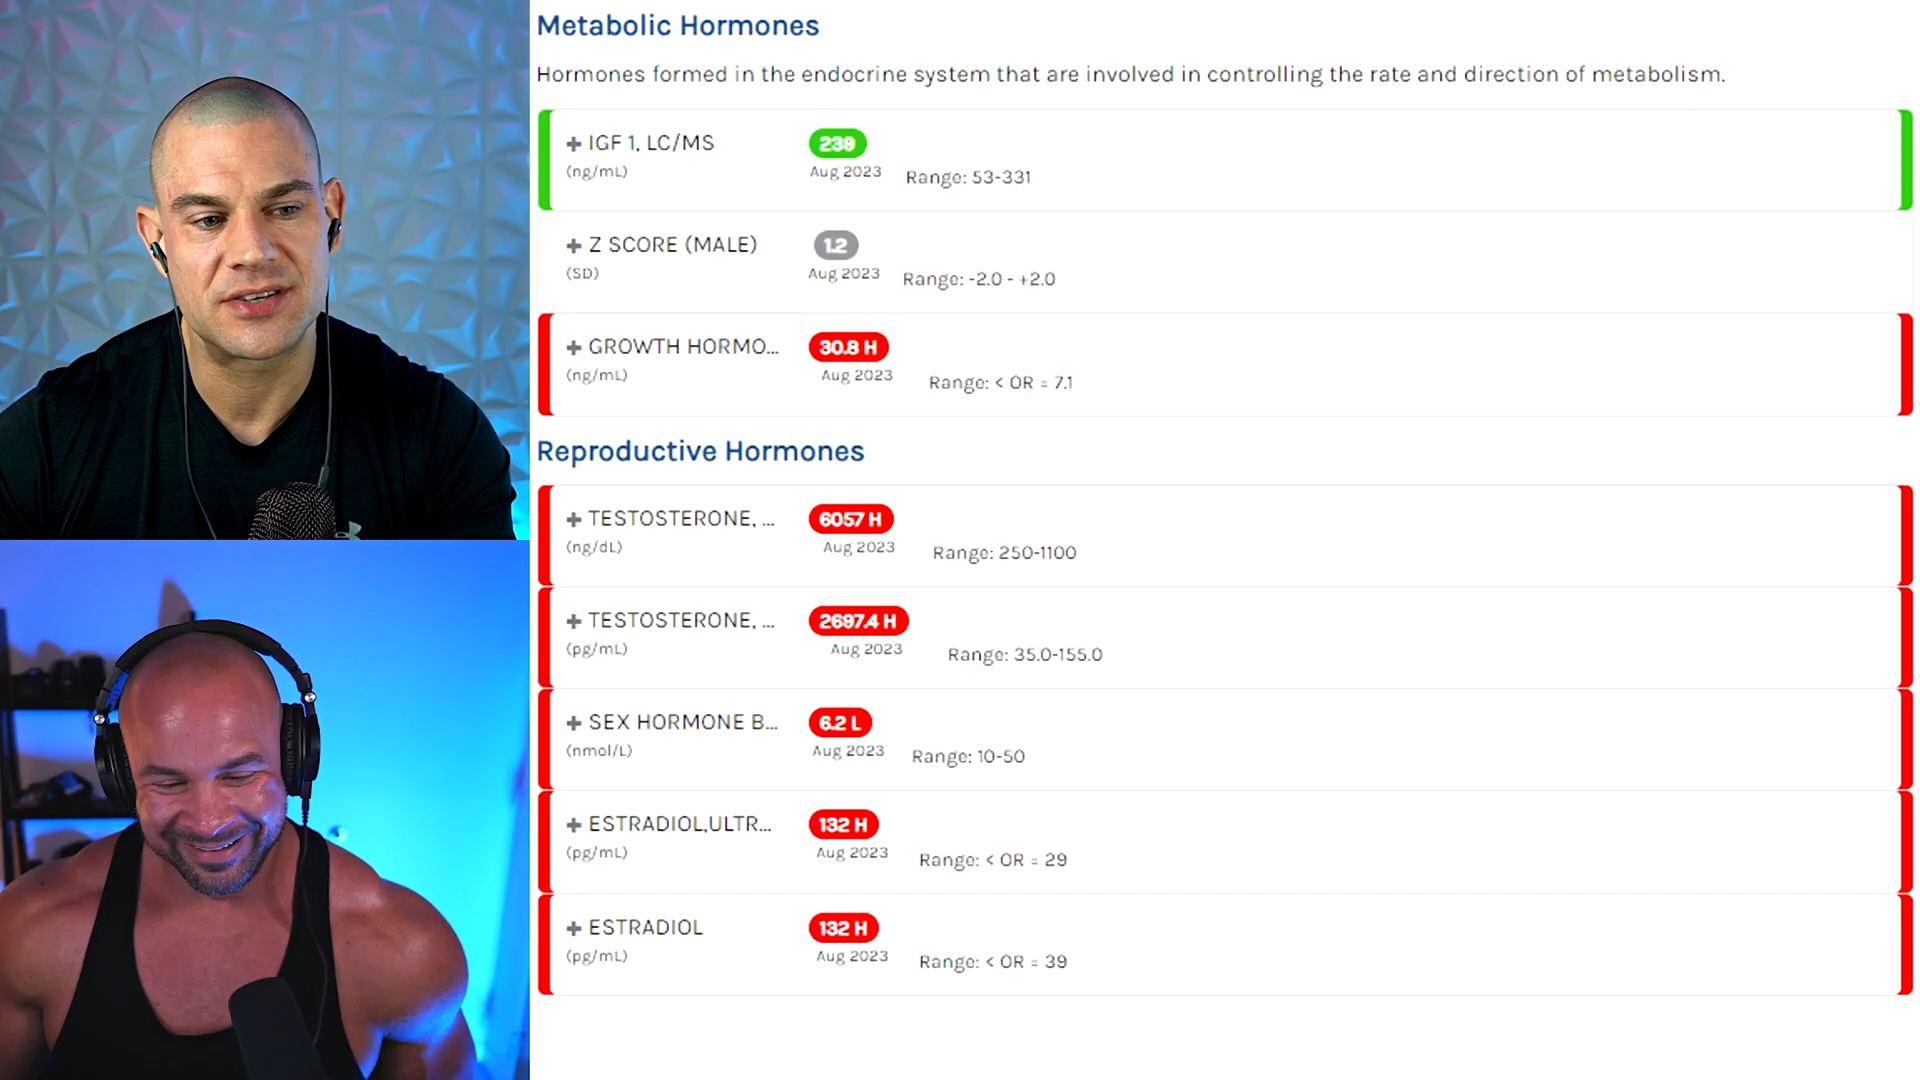 Metabolic Hormones
Hormones formed in the endocrine system that are involved in controlling the rate and direction of metabolism.
+ IGF 1, LC/MS 239
(ng/mL) Aug 2023 Range: 53-331
+ Z SCORE (MALE) 1.2
(SD) Aug 2023 Range: -2.0 - +2.0
+ GROWTH HORMO... 30.8 H
(ng/mL) Aug 2023 Range: < OR = 7.1
Reproductive Hormones
+ TESTOSTERONE, ... 6057 H
(ng/dL) Aug 2023 Range: 250-1100
+ TESTOSTERONE, ... 2697.4 H
(pg/mL) Aug 2023 Range: 35.0-155.0
+ SEX HORMONE B... 6.2 L
(nmol/L) Aug 2023 Range: 10-50
+ ESTRADIOL,ULTR... 132 H
(pg/mL) Aug 2023 Range: < OR = 29
+ ESTRADIOL 132 H
(pg/mL) Aug 2023 Range: < OR = 39